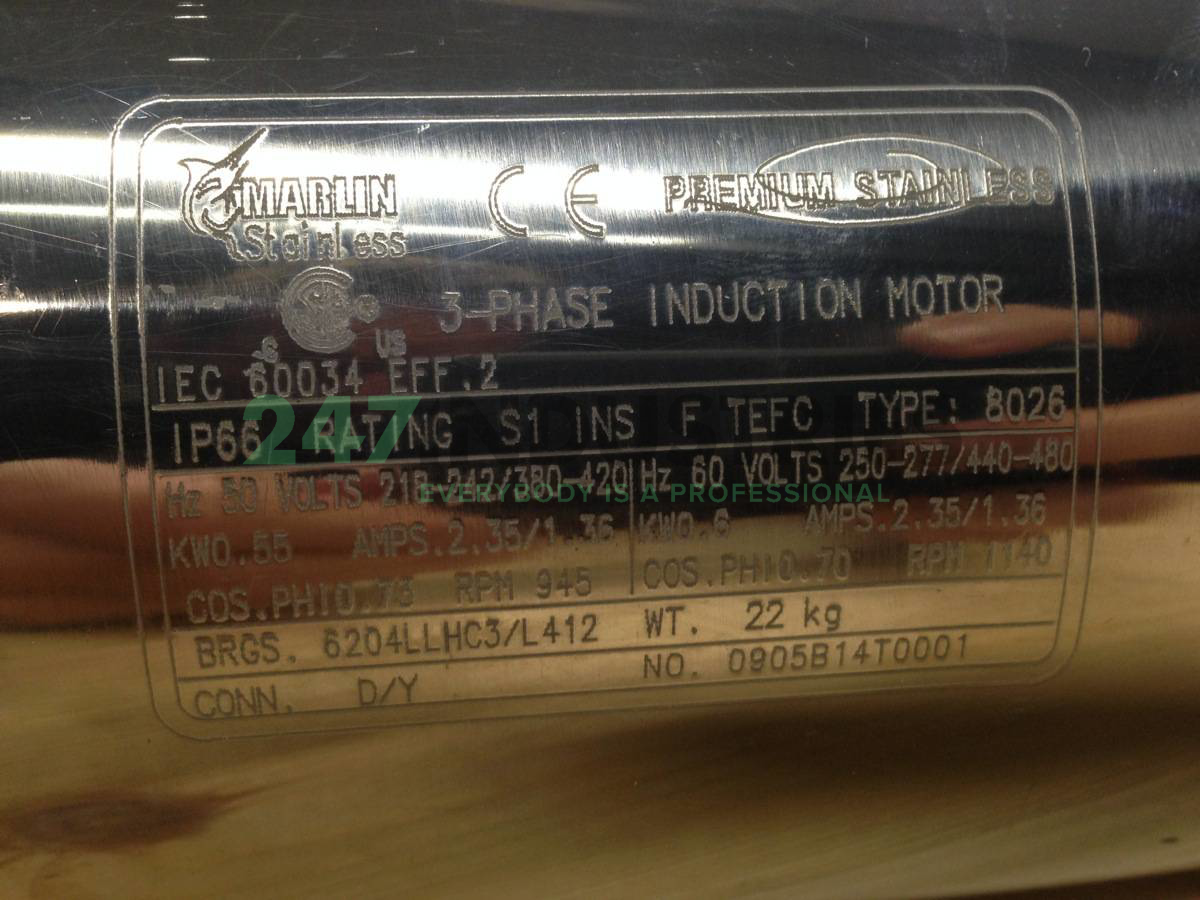 MARLIN
Stainless
CE
PREMIUM STAINLESS
C US
3-PHASE INDUCTION MOTOR
IEC 60034 EFF.2
IP66 RATING S1 INS F TEFC TYPE: 8026
247
EVERYBODY IS A PROFESSIONAL
Hz 50 VOLTS 218-242/380-420
Hz 60 VOLTS 250-277/440-480
KW0.55 AMPS.2.35/1.36
KW0.6 AMPS.2.35/1.36
COS.PHI0.73 RPM 945
COS.PHI0.70 RPM 1140
BRGS. 6204LLHC3/L412 WT. 22 kg
CONN. D/Y NO. 0905B14T0001